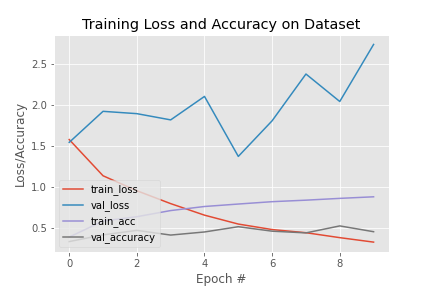 Training Loss and Accuracy on Dataset
Loss/Accuracy
2.5
2.0
1.5
1.0
0.5
train_loss
val_loss
train_acc
val_accuracy
0 2 4 6 8
Epoch #